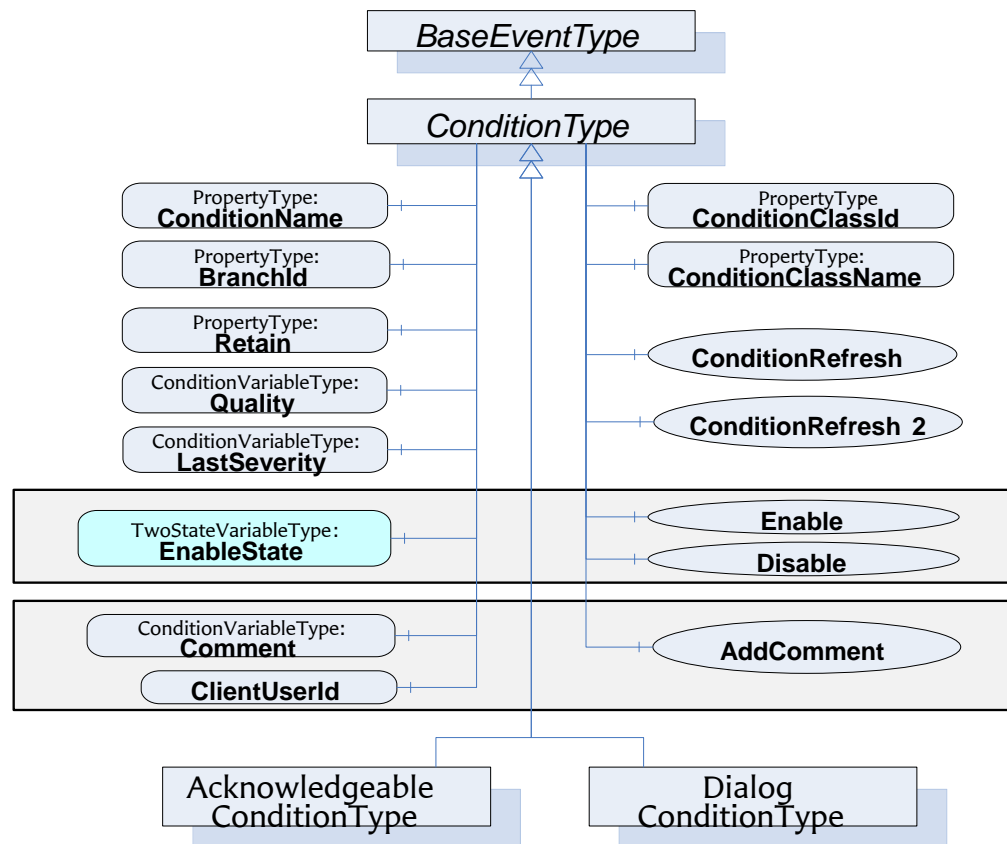 BaseEventType
ConditionType
PropertyType:
ConditionName
PropertyType:
BranchId
PropertyType:
Retain
ConditionVariableType:
Quality
ConditionVariableType:
LastSeverity
PropertyType
ConditionClassId
PropertyType:
ConditionClassName
ConditionRefresh
ConditionRefresh 2
TwoStateVariableType:
EnableState
Enable
Disable
ConditionVariableType:
Comment
ClientUserId
AddComment
Acknowledgeable
ConditionType
Dialog
ConditionType